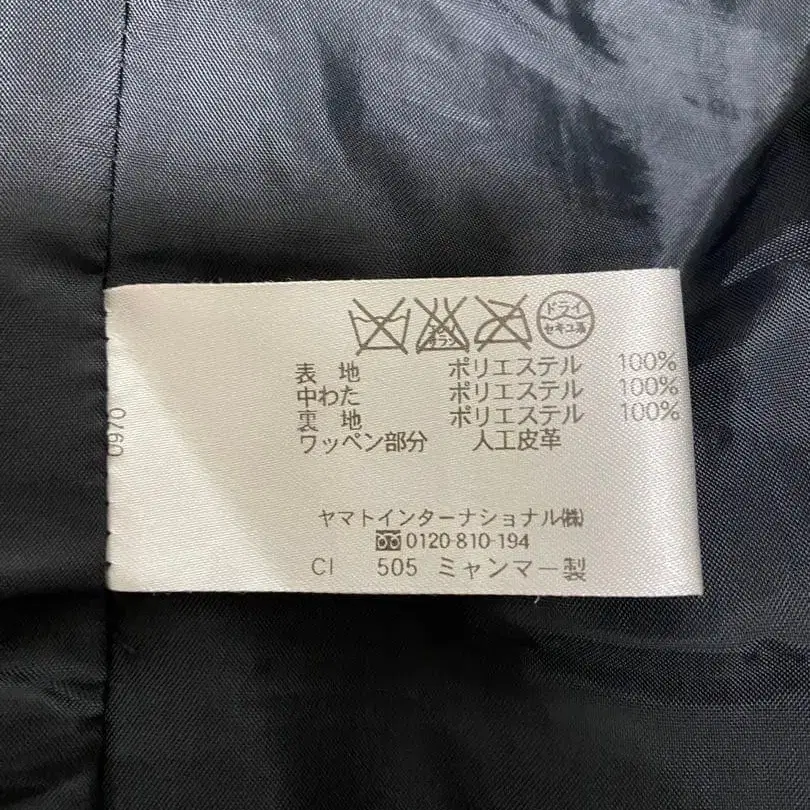 ドライ
セキユ系
表 地 ポリエステル 100%
中わた ポリエステル 100%
裏 地 ポリエステル 100%
ワッペン部分 人工皮革
ヤマトインターナショナル㈱
0120-810-194
CI 505 ミャンマー製
0970